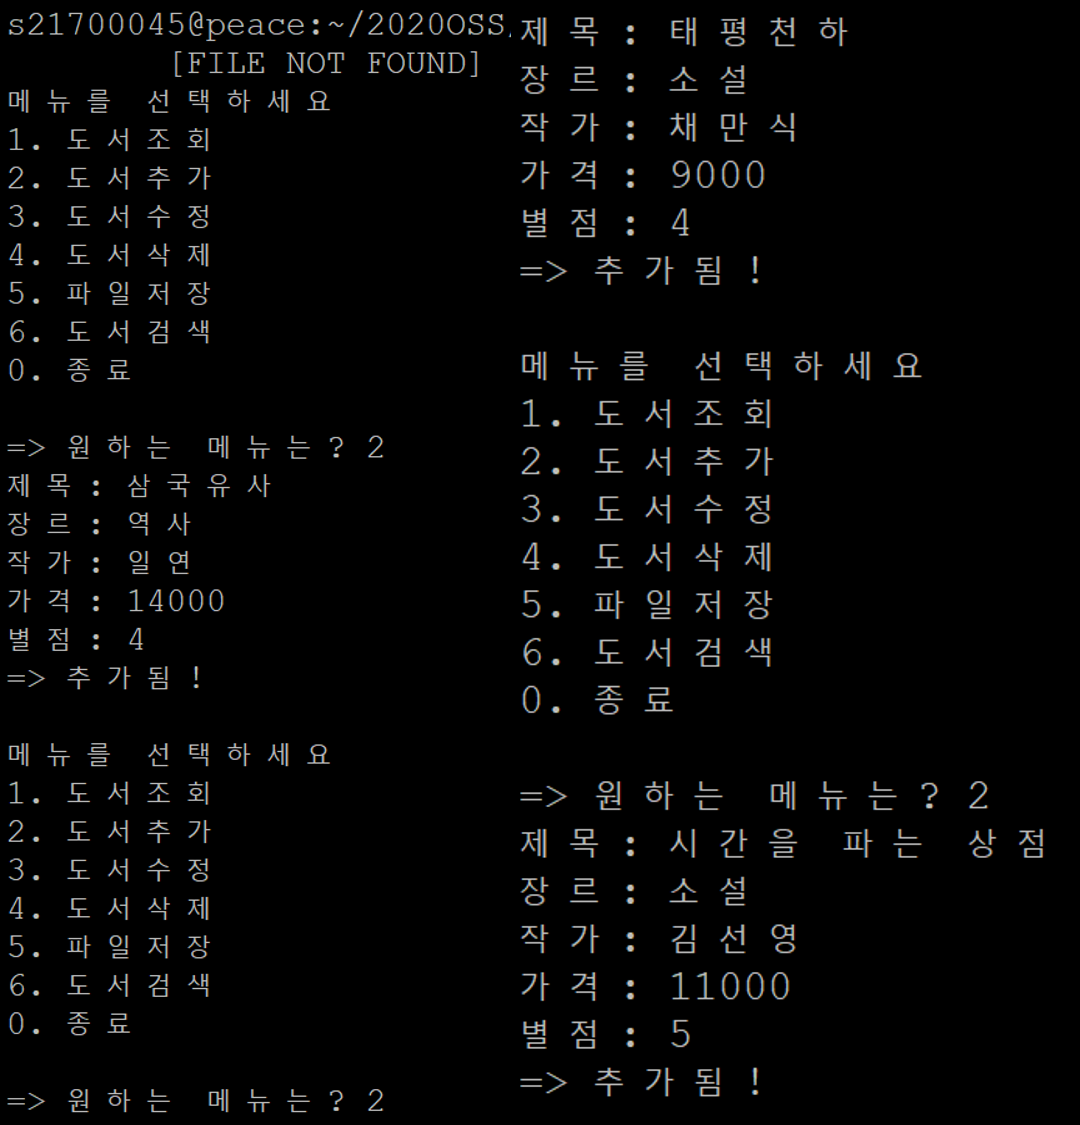 s21700045@peace:~/2020OSS
[FILE NOT FOUND]
메뉴를 선택하세요
1. 도서조회
2. 도서추가
3. 도서수정
4. 도서삭제
5. 파일저장
6. 도서검색
0. 종료
=> 원하는 메뉴는? 2
제목: 삼국유사
장르: 역사
작가: 일연
가격: 14000
별점: 4
=> 추가됨!
메뉴를 선택하세요
1. 도서조회
2. 도서추가
3. 도서수정
4. 도서삭제
5. 파일저장
6. 도서검색
0. 종료
=> 원하는 메뉴는? 2
제목: 태평천하
장르: 소설
작가: 채만식
가격: 9000
별점: 4
=> 추가됨!
메뉴를 선택하세요
1. 도서조회
2. 도서추가
3. 도서수정
4. 도서삭제
5. 파일저장
6. 도서검색
0. 종료
=> 원하는 메뉴는? 2
제목: 시간을 파는 상점
장르: 소설
작가: 김선영
가격: 11000
별점: 5
=> 추가됨!